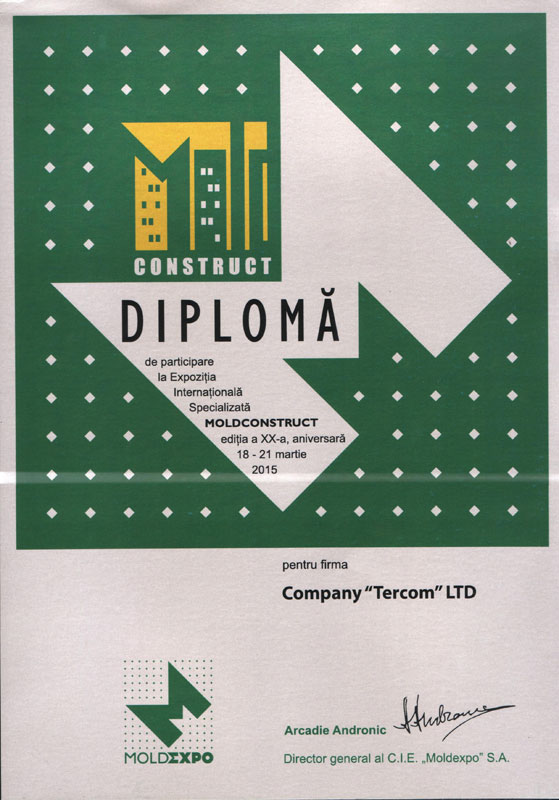 CONSTRUCT
DIPLOMĂ
de participare
la Expoziția
Internațională
Specializată
MOLDCONSTRUCT
ediția a XX-a, aniversară
18 - 21 martie
2015
pentru firma
Company “Tercom” LTD
MOLDEXPO
Arcadie Andronic
Director general al C.I.E. „Moldexpo” S.A.